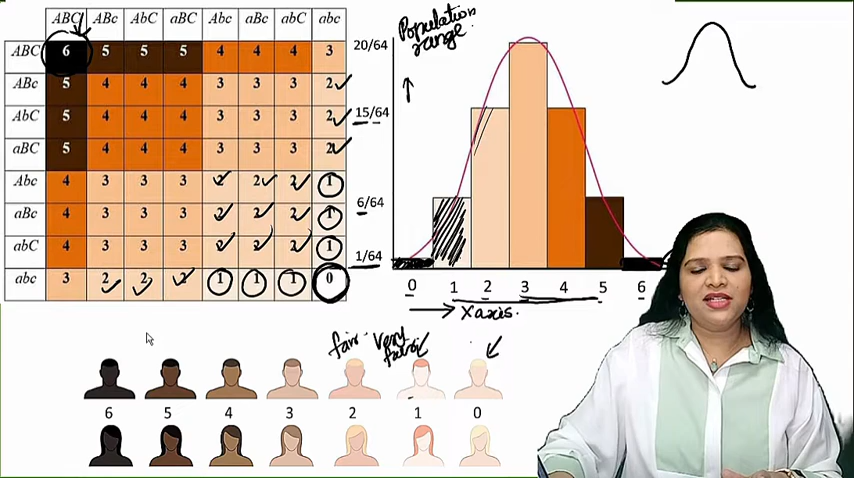 ABC ABc AbC aBC Abc aBc abC abc
ABC 6 5 5 5 4 4 4 3
ABc 5 4 4 4 3 3 3 2
AbC 5 4 4 4 3 3 3 2
aBC 5 4 4 4 3 3 3 2
Abc 4 3 3 3 2 2 2 1
aBc 4 3 3 3 2 2 2 1
abC 4 3 3 3 2 2 2 1
abc 3 2 2 2 1 1 1 0
Population
range
20/64
15/64
6/64
1/64
0 1 2 3 4 5 6
X axis.
fair. Very
fair
6 5 4 3 2 1 0